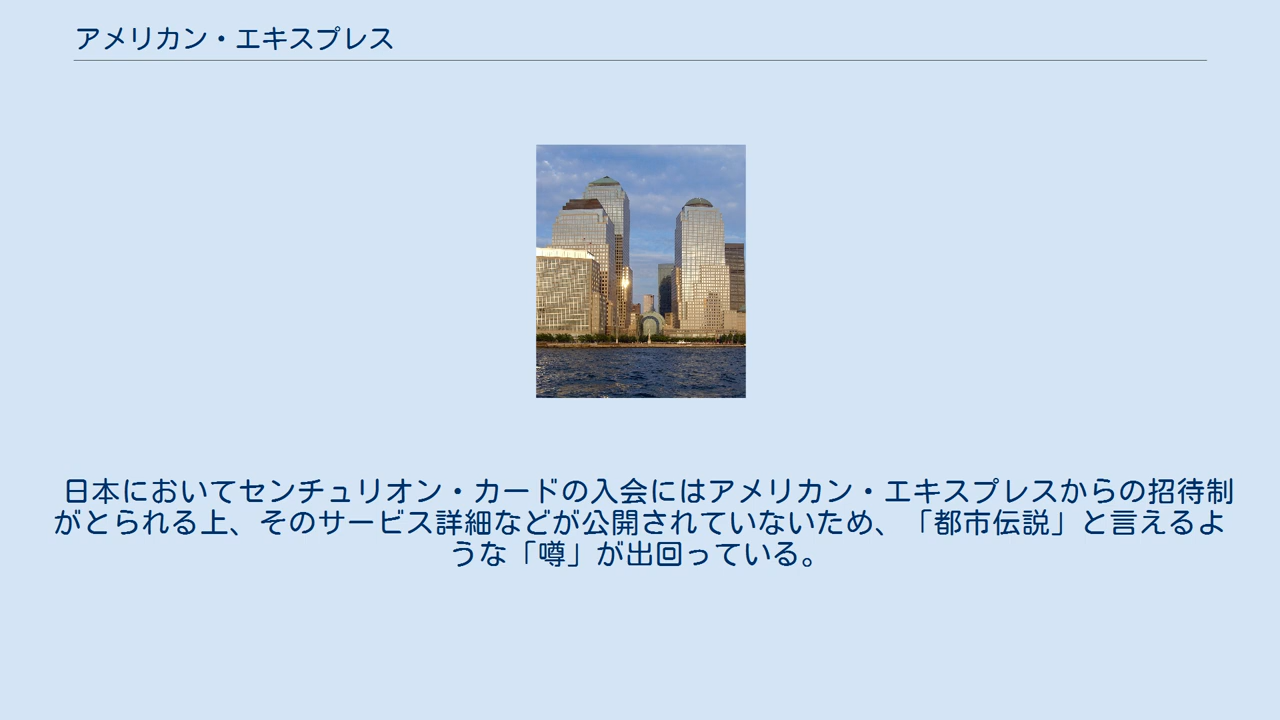 アメリカン・エキスプレス
日本においてセンチュリオン・カードの入会にはアメリカン・エキスプレスからの招待制
がとられる上、そのサービス詳細などが公開されていないため、「都市伝説」と言えるよ
うな「噂」が出回っている。